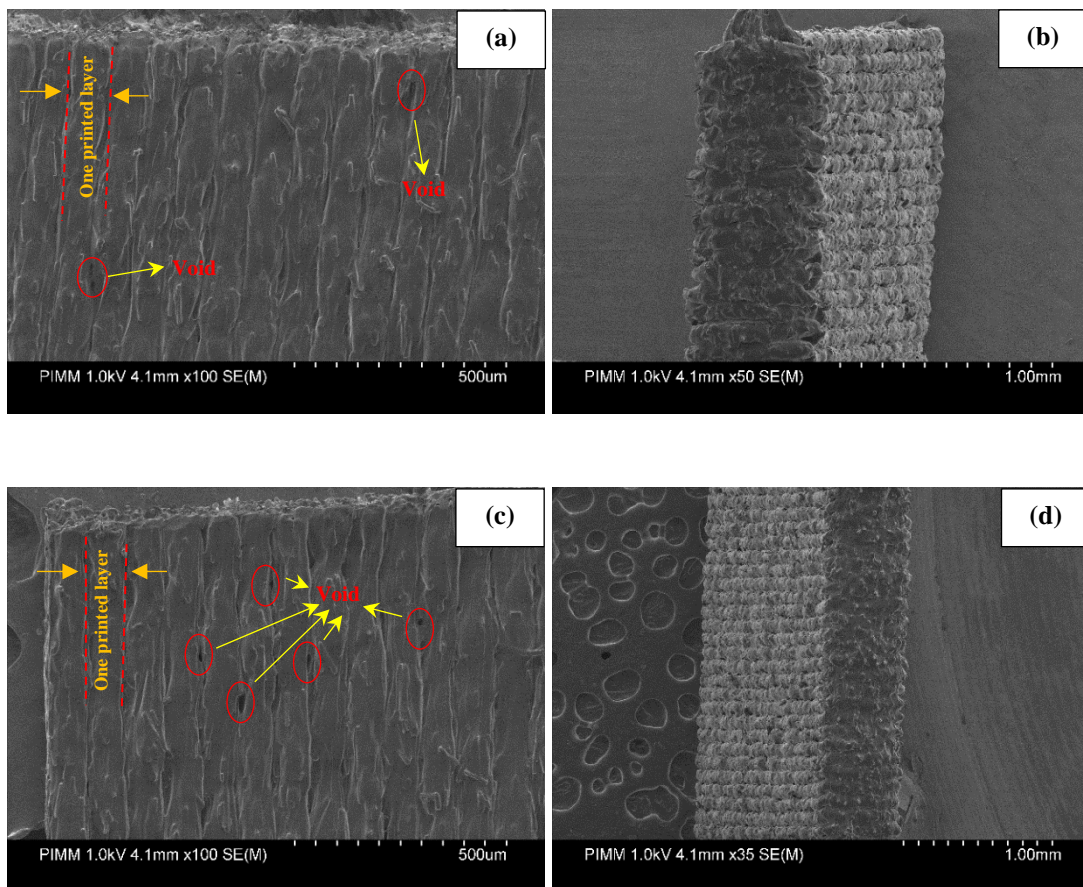 (a)
One printed layer
Void
Void
PIMM 1.0kV 4.1mm x100 SE(M)
500um
(b)
PIMM 1.0kV 4.1mm x50 SE(M)
1.00mm
(c)
One printed layer
Void
PIMM 1.0kV 4.1mm x100 SE(M)
500um
(d)
PIMM 1.0kV 4.1mm x35 SE(M)
1.00mm